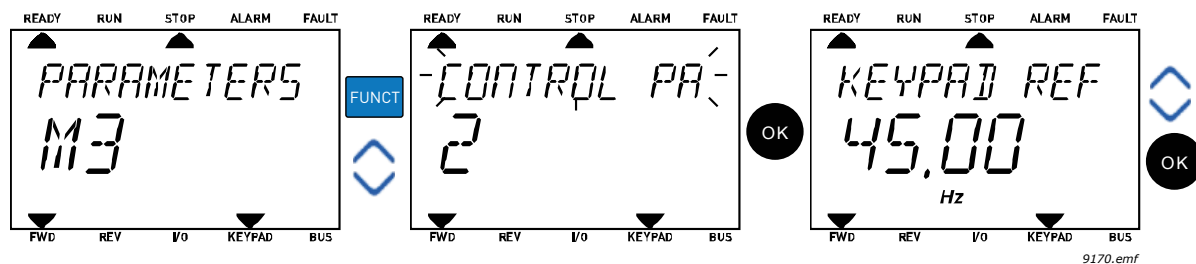 READY RUN STOP ALARM FAULT
PARAMETERS
M3
FWD REV I/O KEYPAD BUS
FUNCT
READY RUN STOP ALARM FAULT
CONTROL PA
2
FWD REV I/O KEYPAD BUS
OK
READY RUN STOP ALARM FAULT
KEYPAD REF
45.00
Hz
FWD REV I/O KEYPAD BUS
OK
9170.emf